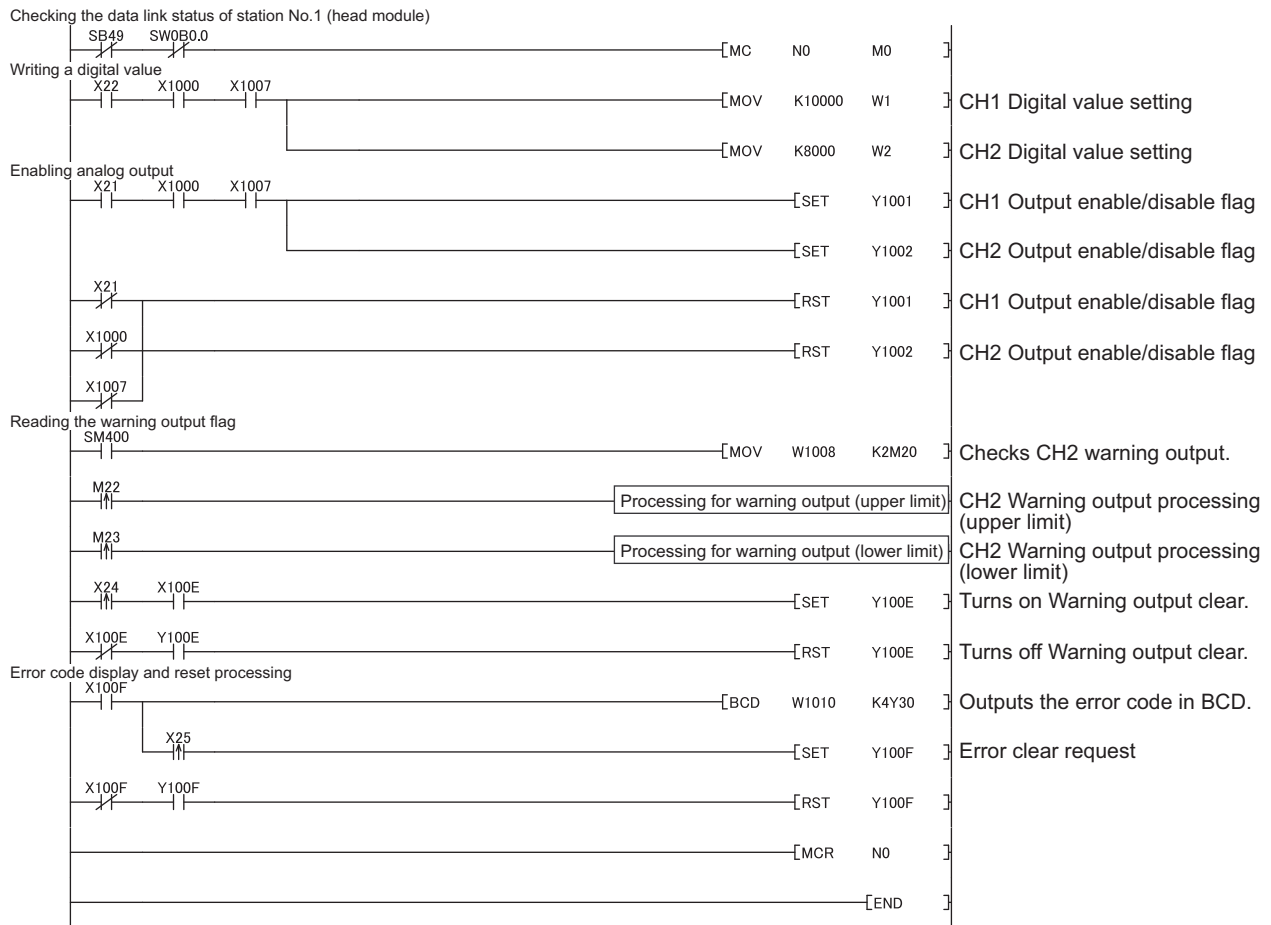 Checking the data link status of station No.1 (head module)
SB49 SW0B0.0
MC N0 M0
Writing a digital value
X22 X1000 X1007
MOV K10000 W1 CH1 Digital value setting
MOV K8000 W2 CH2 Digital value setting
Enabling analog output
X21 X1000 X1007
SET Y1001 CH1 Output enable/disable flag
SET Y1002 CH2 Output enable/disable flag
X21
RST Y1001 CH1 Output enable/disable flag
X1000
RST Y1002 CH2 Output enable/disable flag
X1007
Reading the warning output flag
SM400
MOV W1008 K2M20 Checks CH2 warning output.
M22
Processing for warning output (upper limit) CH2 Warning output processing
(upper limit)
M23
Processing for warning output (lower limit) CH2 Warning output processing
(lower limit)
X24 X100E
SET Y100E Turns on Warning output clear.
X100E Y100E
RST Y100E Turns off Warning output clear.
Error code display and reset processing
X100F
BCD W1010 K4Y30 Outputs the error code in BCD.
X25
SET Y100F Error clear request
X100F Y100F
RST Y100F
MCR N0
END